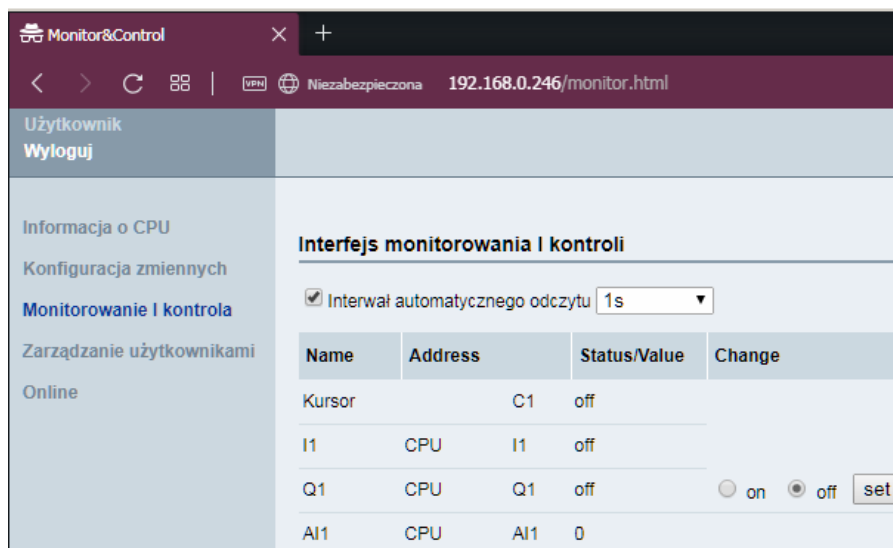 Monitor&Control
VPN Niezabezpieczona 192.168.0.246/monitor.html
Użytkownik
Wyloguj
Informacja o CPU
Konfiguracja zmiennych
Monitorowanie I kontrola
Zarządzanie użytkownikami
Online
Interfejs monitorowania I kontroli
Interwał automatycznego odczytu 1s
Name Address Status/Value Change
Kursor C1 off
I1 CPU I1 off
Q1 CPU Q1 off on off set
AI1 CPU AI1 0